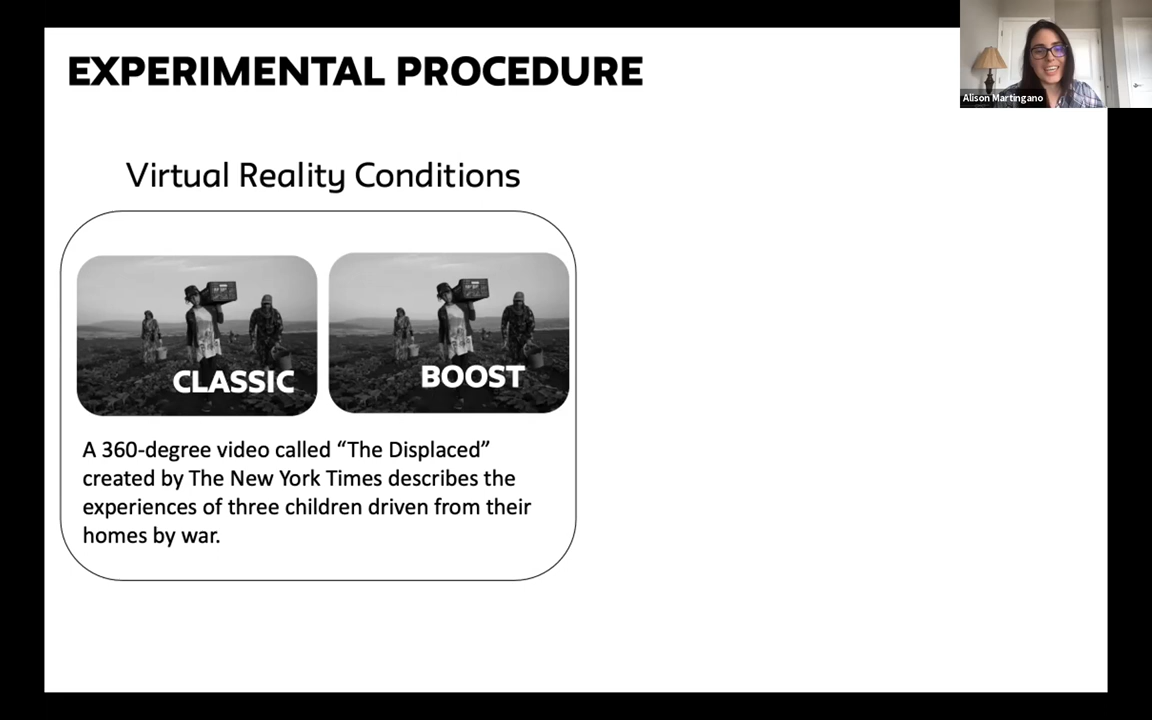 EXPERIMENTAL PROCEDURE
Alison Martingano
Virtual Reality Conditions
CLASSIC
BOOST
A 360-degree video called “The Displaced”
created by The New York Times describes the
experiences of three children driven from their
homes by war.